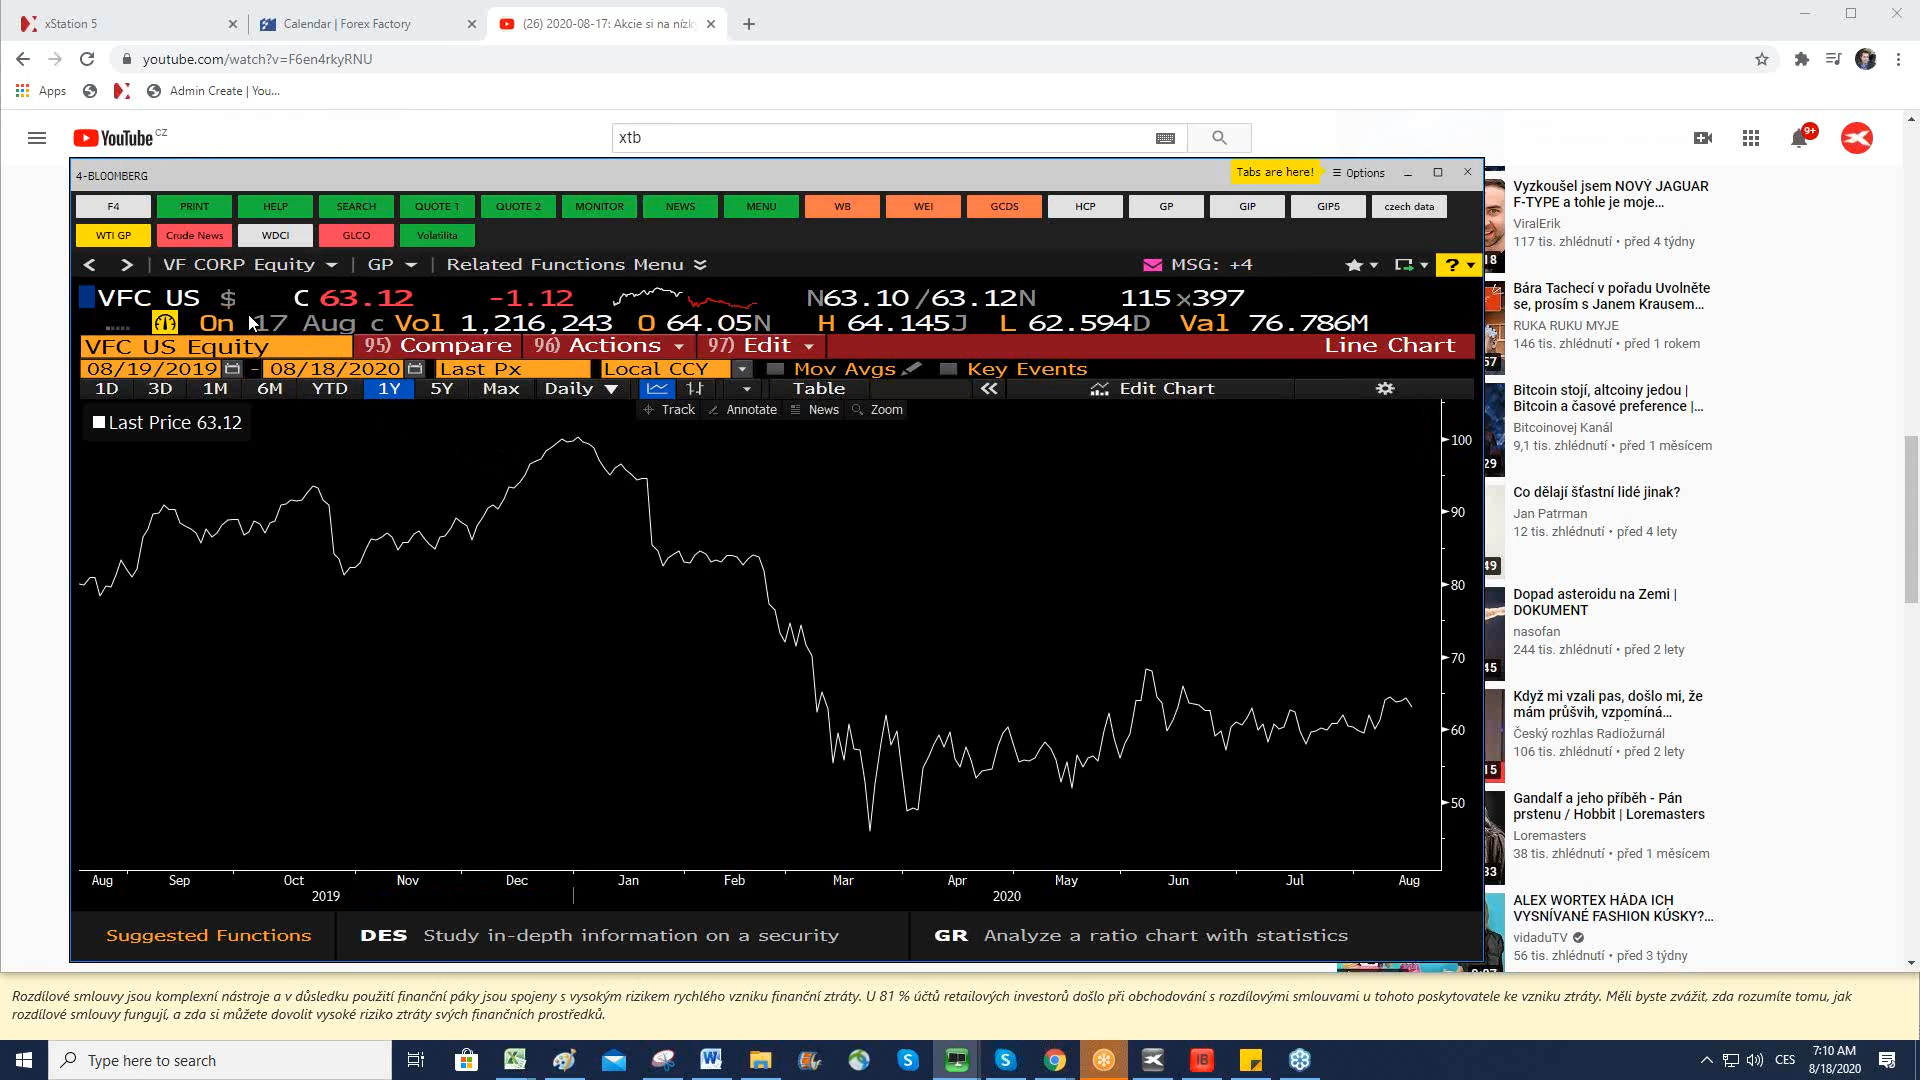 xStation 5
Calendar | Forex Factory
(26) 2020-08-17: Akcie si na nízk
youtube.com/watch?v=F6en4rkyRNU
Apps
Admin Create | You...
YouTube CZ
xtb
9+
4-BLOOMBERG
Tabs are here!
Options
F4
PRINT
HELP
SEARCH
QUOTE 1
QUOTE 2
MONITOR
NEWS
MENU
WB
WEI
GCDS
HCP
GP
GIP
GIP5
czech data
WTI GP
Crude News
WDCI
GLCO
Volatilita
VF CORP Equity
GP
Related Functions Menu
MSG: +4
?
VFC US $ C 63.12 -1.12 N63.10/63.12N 115x397
On 17 Aug c Vol 1,216,243 O 64.05N H 64.145J L 62.594D Val 76.786M
VFC US Equity 95) Compare 96) Actions 97) Edit Line Chart
08/19/2019 - 08/18/2020 Last Px Local CCY Mov Avgs Key Events
1D 3D 1M 6M YTD 1Y 5Y Max Daily Table Edit Chart
Track Annotate News Zoom
Last Price 63.12
100
90
80
70
60
50
Aug Sep Oct Nov Dec Jan Feb Mar Apr May Jun Jul Aug
2019 2020
Suggested Functions DES Study in-depth information on a security GR Analyze a ratio chart with statistics
Vyzkoušel jsem NOVÝ JAGUAR
F-TYPE a tohle je moje...
ViralErik
117 tis. zhlédnutí • před 4 týdny
18
Bára Tachecí v pořadu Uvolněte
se, prosím s Janem Krausem...
RUKA RUKU MYJE
146 tis. zhlédnutí • před 1 rokem
57
Bitcoin stojí, altcoiny jedou |
Bitcoin a časové preference |...
Bitcoinovej Kanál
9,1 tis. zhlédnutí • před 1 měsícem
29
Co dělají šťastní lidé jinak?
Jan Patrman
12 tis. zhlédnutí • před 4 lety
49
Dopad asteroidu na Zemi |
DOKUMENT
nasofan
244 tis. zhlédnutí • před 2 lety
45
Když mi vzali pas, došlo mi, že
mám průšvih, vzpomíná...
Český rozhlas Radiožurnál
106 tis. zhlédnutí • před 2 lety
15
Gandalf a jeho příběh - Pán
prstenu / Hobbit | Loremasters
Loremasters
38 tis. zhlédnutí • před 1 měsícem
33
ALEX WORTEX HÁDA ICH
VYSNÍVANÉ FASHION KÚSKY?...
vidaduTV
56 tis. zhlédnutí • před 3 týdny
Rozdílové smlouvy jsou komplexní nástroje a v důsledku použití finanční páky jsou spojeny s vysokým rizikem rychlého vzniku finanční ztráty. U 81 % účtů retailových investorů došlo při obchodování s rozdílovými smlouvami u tohoto poskytovatele ke vzniku ztráty. Měli byste zvážit, zda rozumíte tomu, jak
rozdílové smlouvy fungují, a zda si můžete dovolit vysoké riziko ztráty svých finančních prostředků.
Type here to search
CES
7:10 AM
8/18/2020